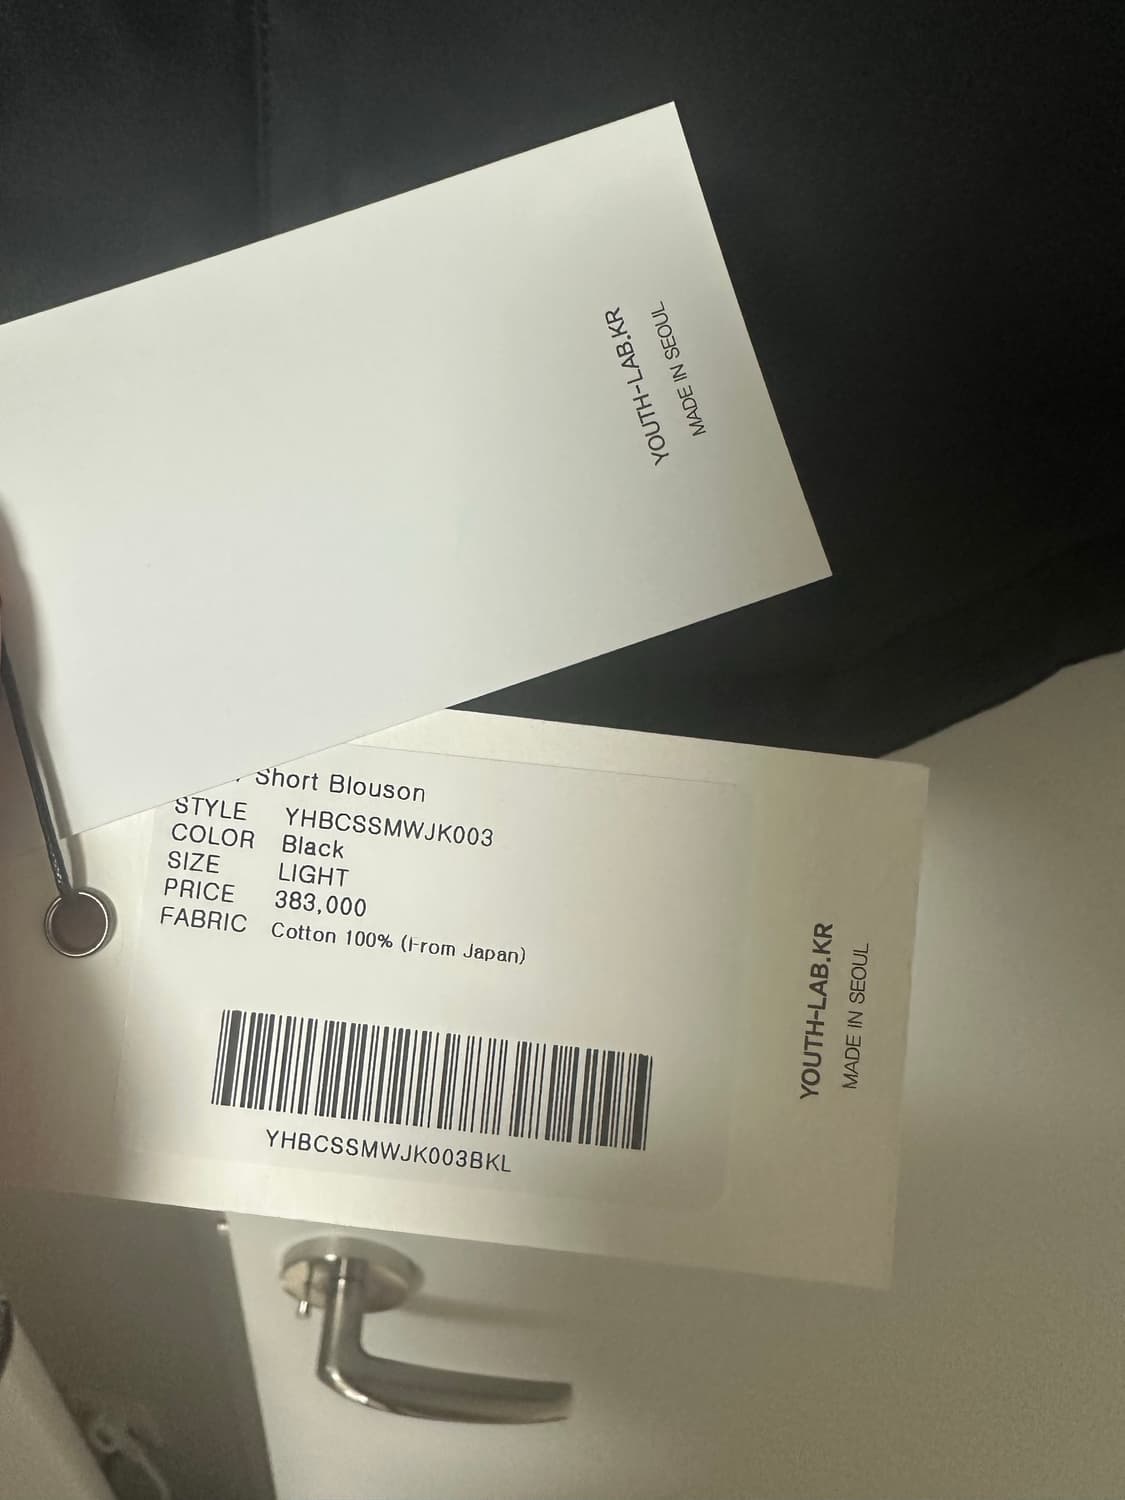 YOUTH-LAB.KR
MADE IN SEOUL
Short Blouson
STYLE YHBCSSMWJK003
COLOR Black
SIZE LIGHT
PRICE 383,000
FABRIC Cotton 100% (From Japan)
YHBCSSMWJK003BKL
YOUTH-LAB.KR
MADE IN SEOUL